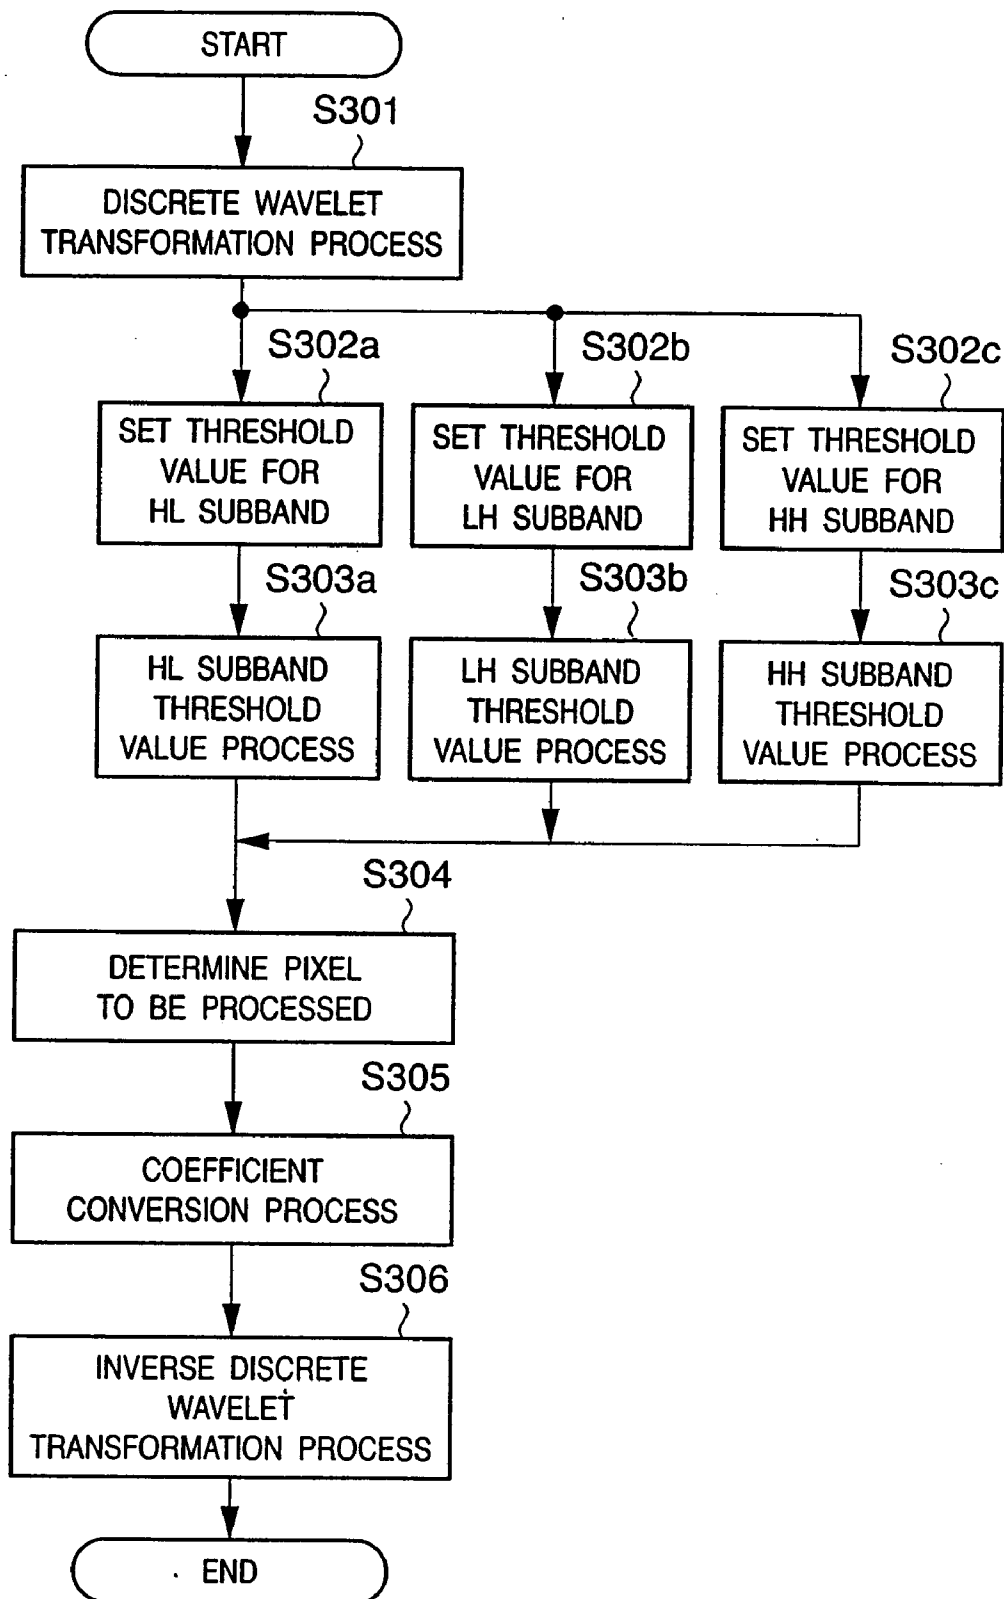 START
S301
DISCRETE WAVELET
TRANSFORMATION PROCESS
S302a
SET THRESHOLD
VALUE FOR
HL SUBBAND
S302b
SET THRESHOLD
VALUE FOR
LH SUBBAND
S302c
SET THRESHOLD
VALUE FOR
HH SUBBAND
S303a
HL SUBBAND
THRESHOLD
VALUE PROCESS
S303b
LH SUBBAND
THRESHOLD
VALUE PROCESS
S303c
HH SUBBAND
THRESHOLD
VALUE PROCESS
S304
DETERMINE PIXEL
TO BE PROCESSED
S305
COEFFICIENT
CONVERSION PROCESS
S306
INVERSE DISCRETE
WAVELET
TRANSFORMATION PROCESS
END